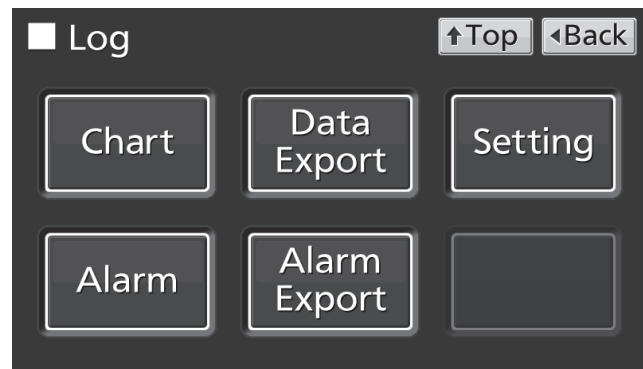 Log
↑Top
◂Back
Chart
Data
Export
Setting
Alarm
Alarm
Export